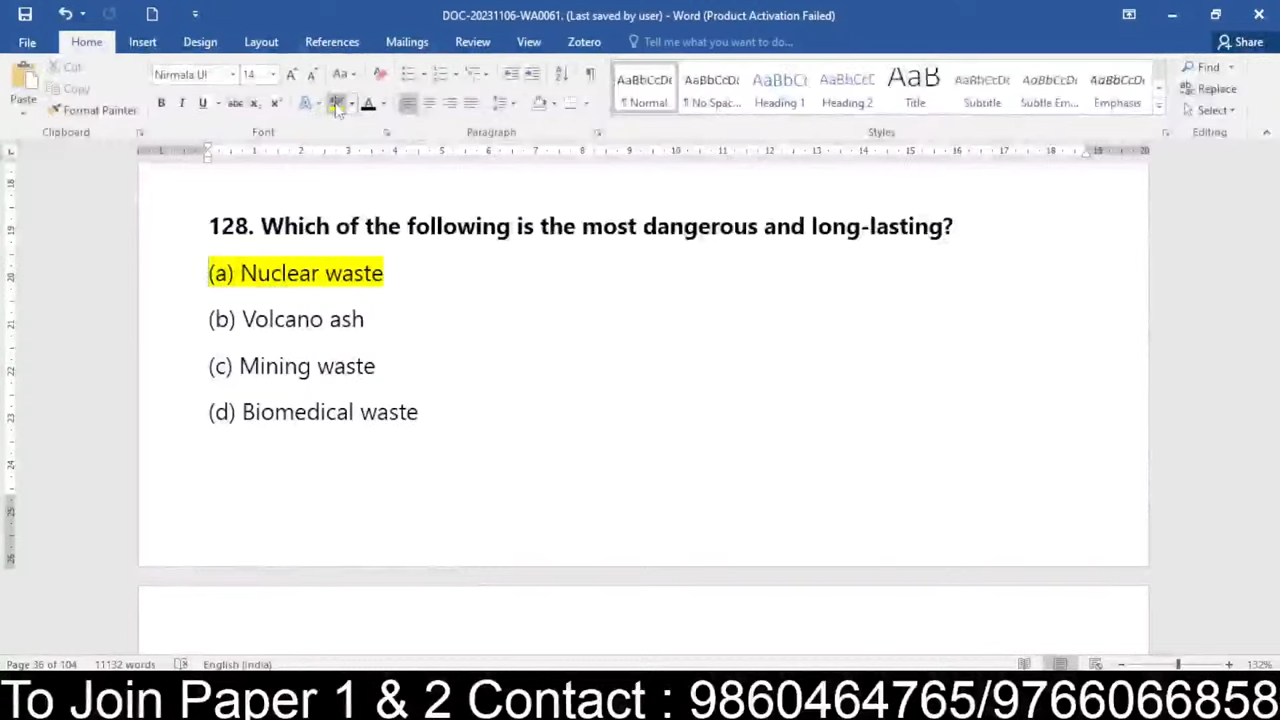 DOC-20231106-WA0061. (Last saved by user) - Word (Product Activation Failed)
File Home Insert Design Layout References Mailings Review View Zotero Tell me what you want to do... Share
Cut
Copy
Format Painter
Paste
Clipboard
Nirmala UI 14
Font
Paragraph
AaBbCcDc AaBbCcDc AaBbCc AaBbCcC AaB AaBbCcD AaBbCcDc AaBbCcDc
¶ Normal ¶ No Spac... Heading Heading 2 Title Subtitle Subtle Em... Emphasis
Styles
Find
Replace
Select
Editing
128. Which of the following is the most dangerous and long-lasting?
(a) Nuclear waste
(b) Volcano ash
(c) Mining waste
(d) Biomedical waste
Page 36 of 104 11132 words English (India) 132%
To Join Paper 1 & 2 Contact : 9860464765/9766066858